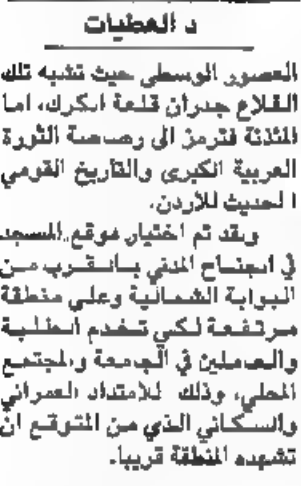 د العطيات
العصور الوسطى حيث تشبه تلك
القلاع جدران قلعة الكرك، اما
المئذنة فترمز الى رصاصة الثورة
العربية الكبرى والتاريخ القومي
الحديث للاردن.
وقد تم اختيار موقع المسجد
في الجناح المدني بالقرب من
البوابة الشمالية وعلى منطقة
مرتفعة لكي تخدم الطلبة
والعاملين في الجامعة والمجتمع
المحلي، وذلك للامتداد العمراني
والسكاني الذي من المتوقع ان
تشهده المنطقة قريبا.